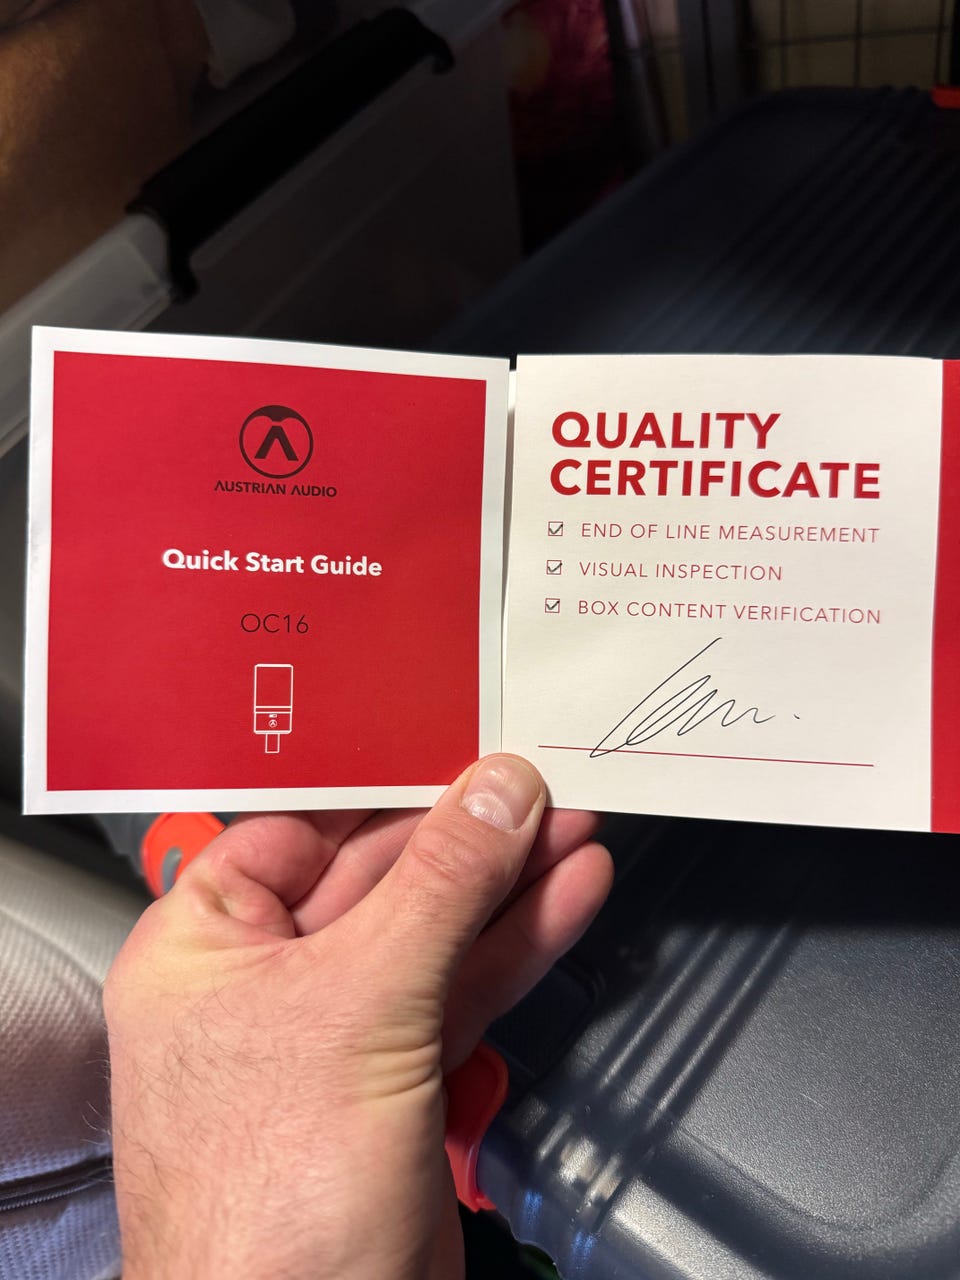 AUSTRIAN AUDIO
Quick Start Guide
OC16
QUALITY
CERTIFICATE
☑ END OF LINE MEASUREMENT
☑ VISUAL INSPECTION
☑ BOX CONTENT VERIFICATION